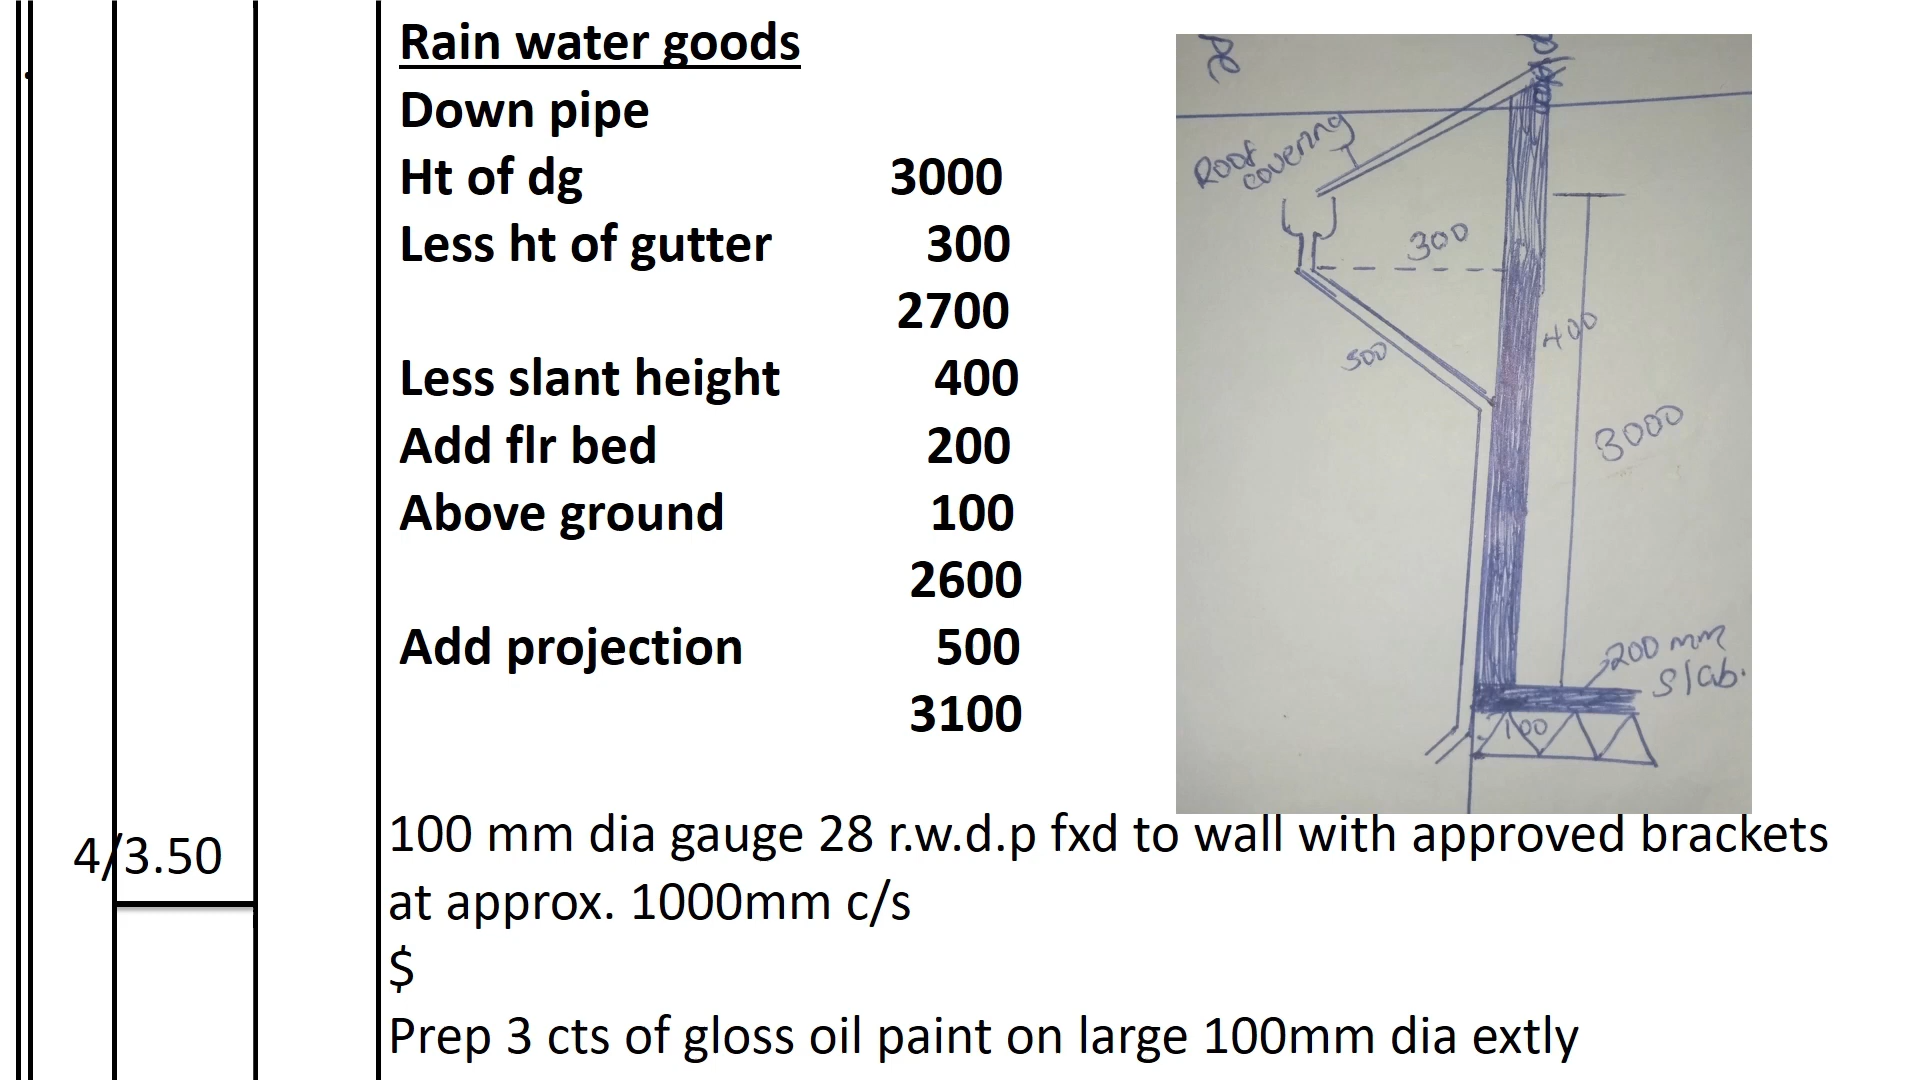 Rain water goods
Down pipe
Ht of dg 3000
Less ht of gutter 300
2700
Less slant height 400
Add flr bed 200
Above ground 100
2600
Add projection 500
3100
4/3.50
100 mm dia gauge 28 r.w.d.p fxd to wall with approved brackets
at approx. 1000mm c/s
$
Prep 3 cts of gloss oil paint on large 100mm dia extly
Roof
covering
300
400
500
3000
200 mm
slab.
100